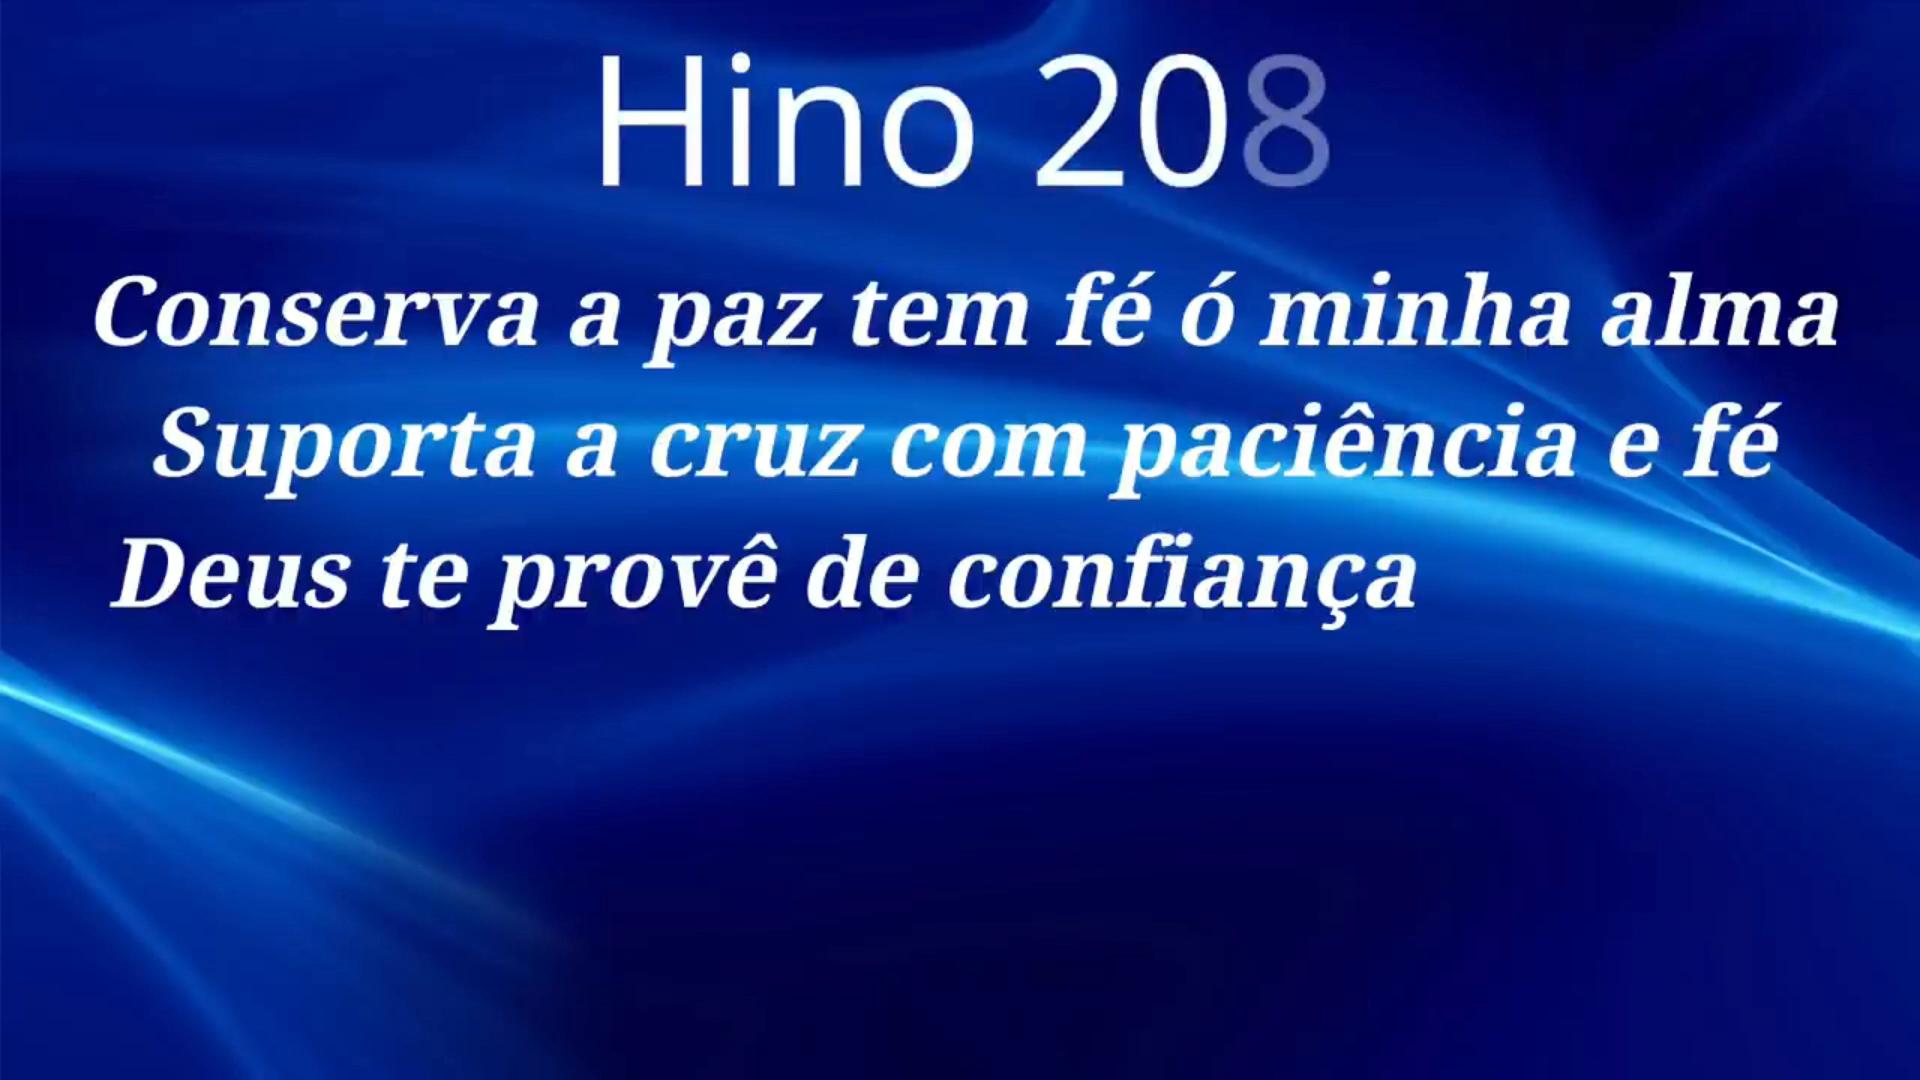 Hino 208
Conserva a paz tem fé ó minha alma
Suporta a cruz com paciência e fé
Deus te provê de confiança